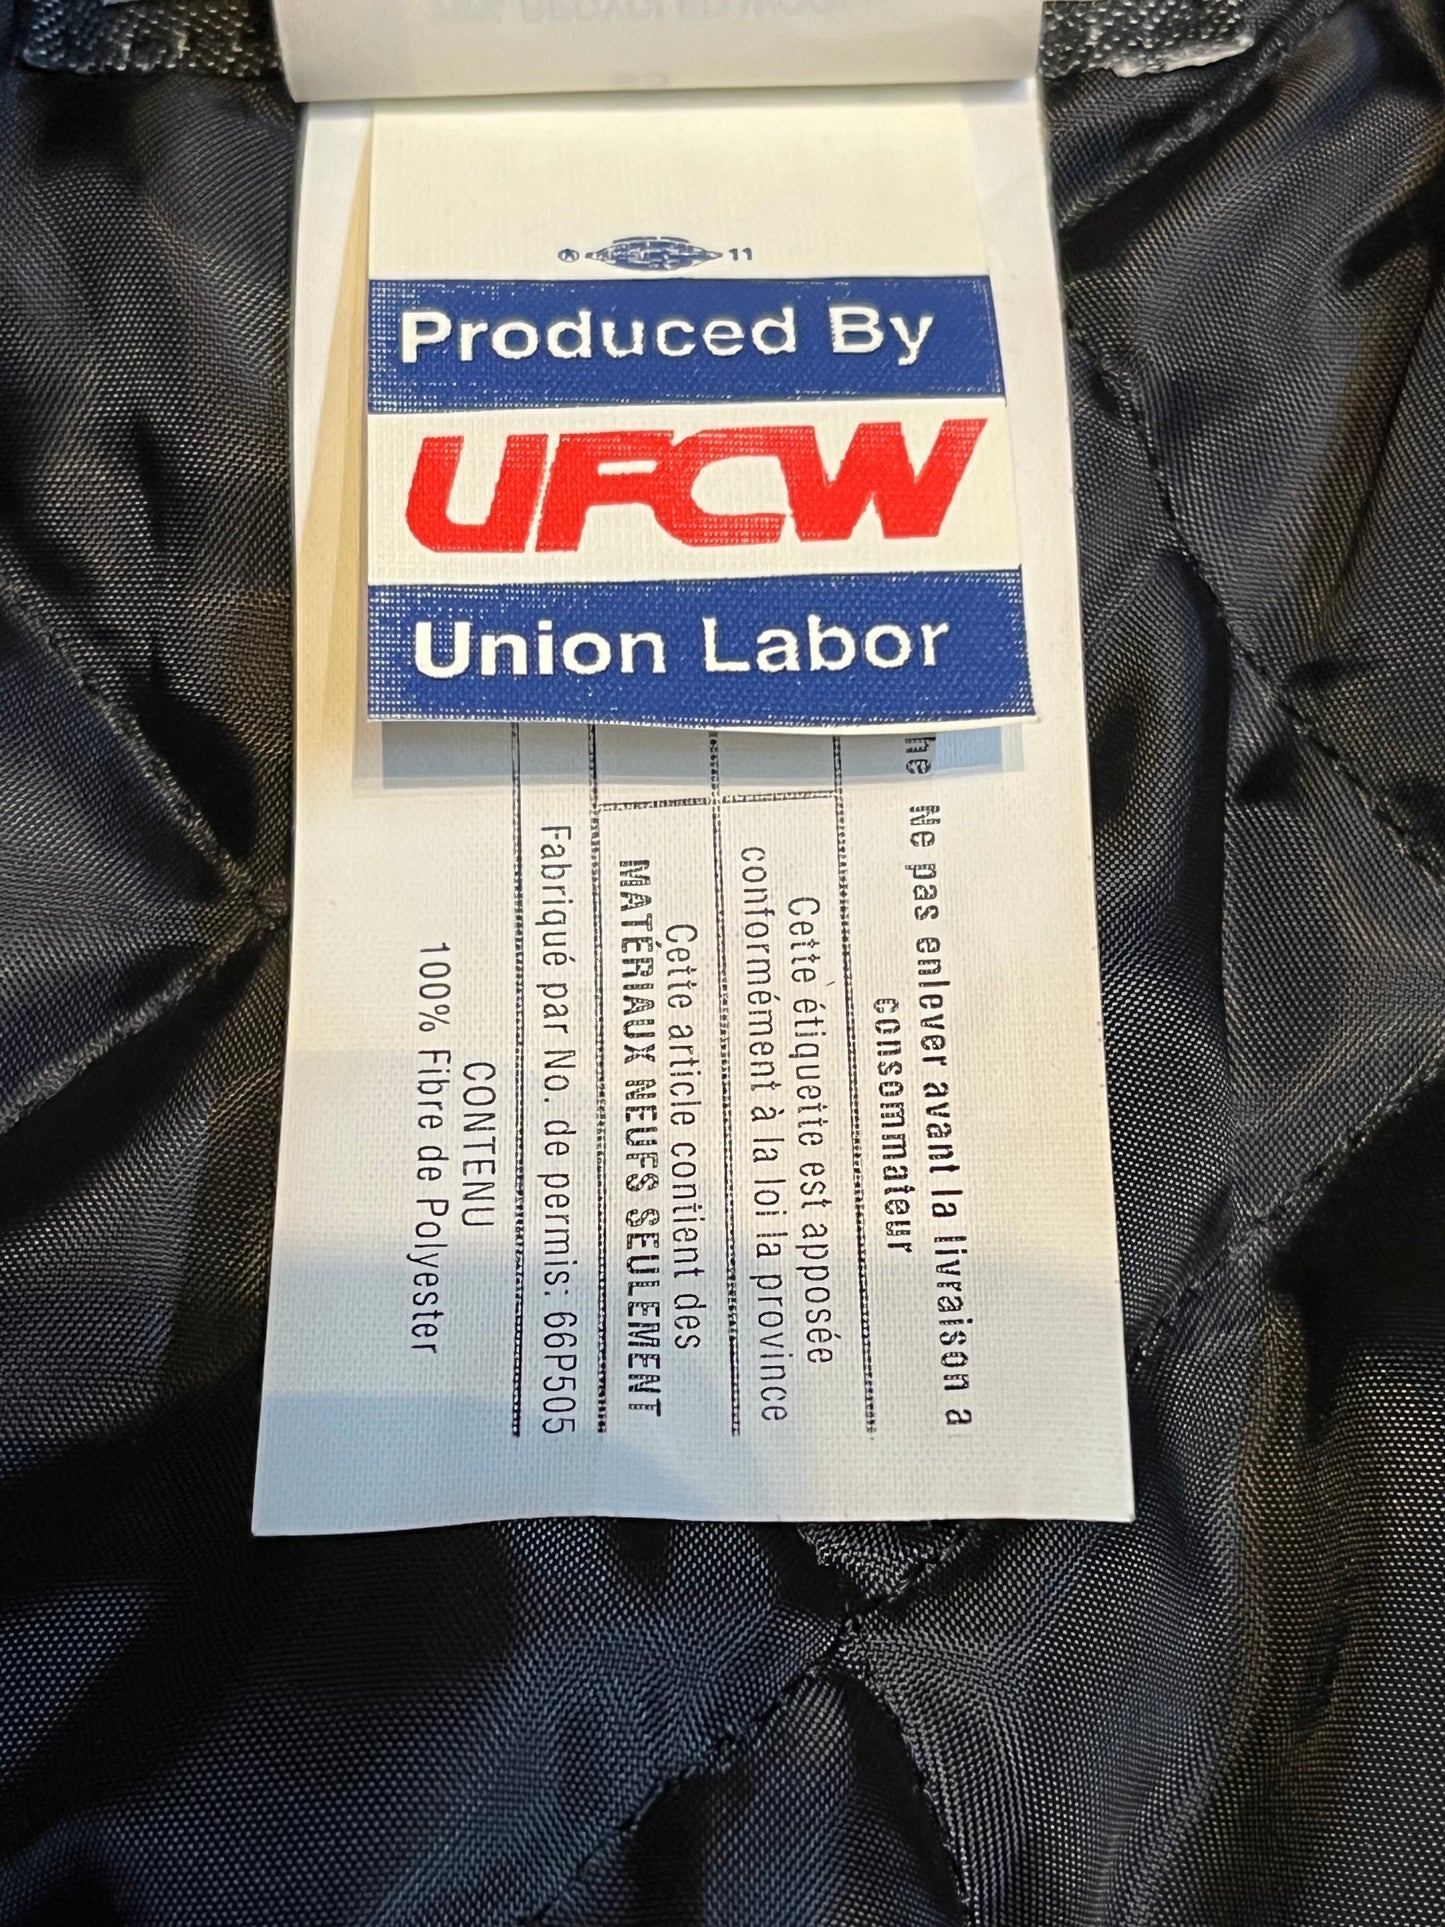 ® 11
Produced By
UFCW
Union Labor
he Ne pas enlever avant la livraison a
consommateur
Cette étiquette est apposée
conformément à la loi la province
Cette article contient des
MATÉRIAUX NEUFS SEULEMENT
Fabriqué par No. de permis: 66P505
CONTENU
100% Fibre de Polyester